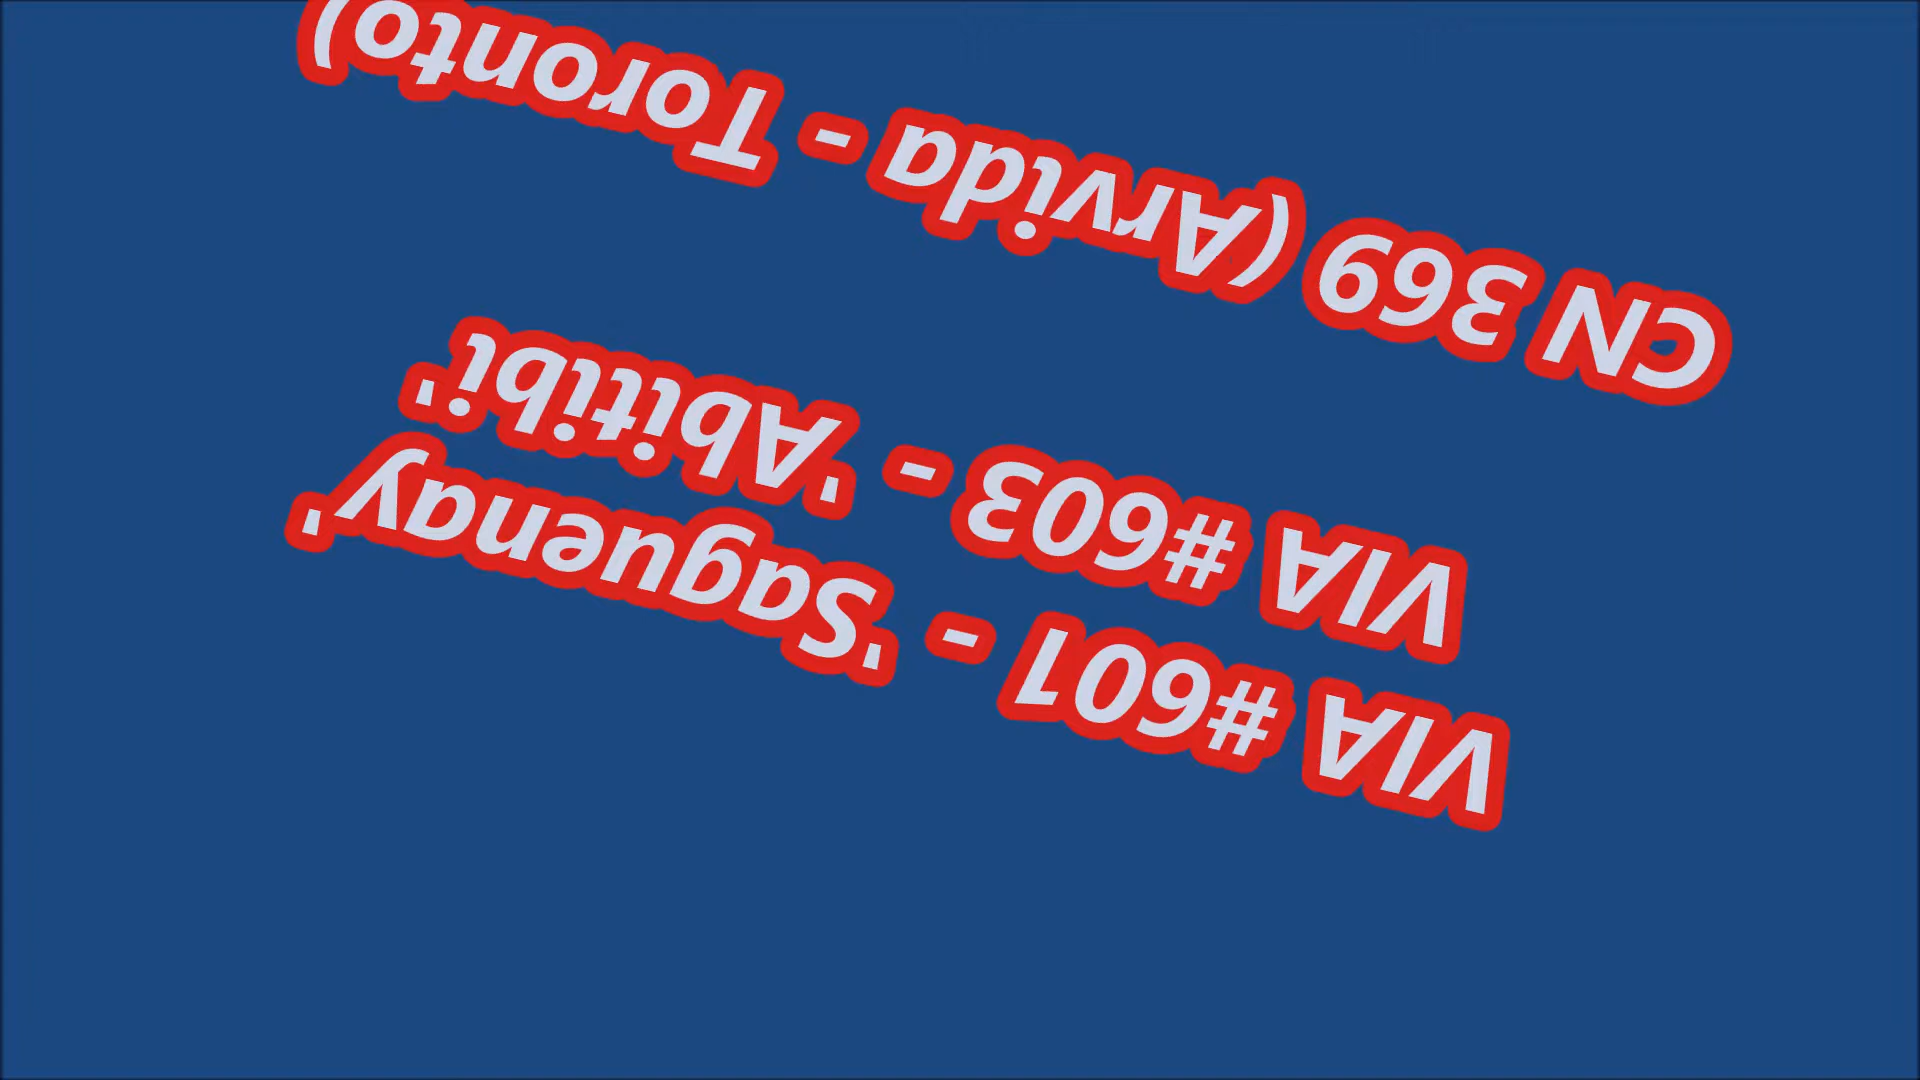 VIA #601 - 'Saguenay'
VIA #603 - 'Abitibi'
CN 369 (Arvida - Toronto)